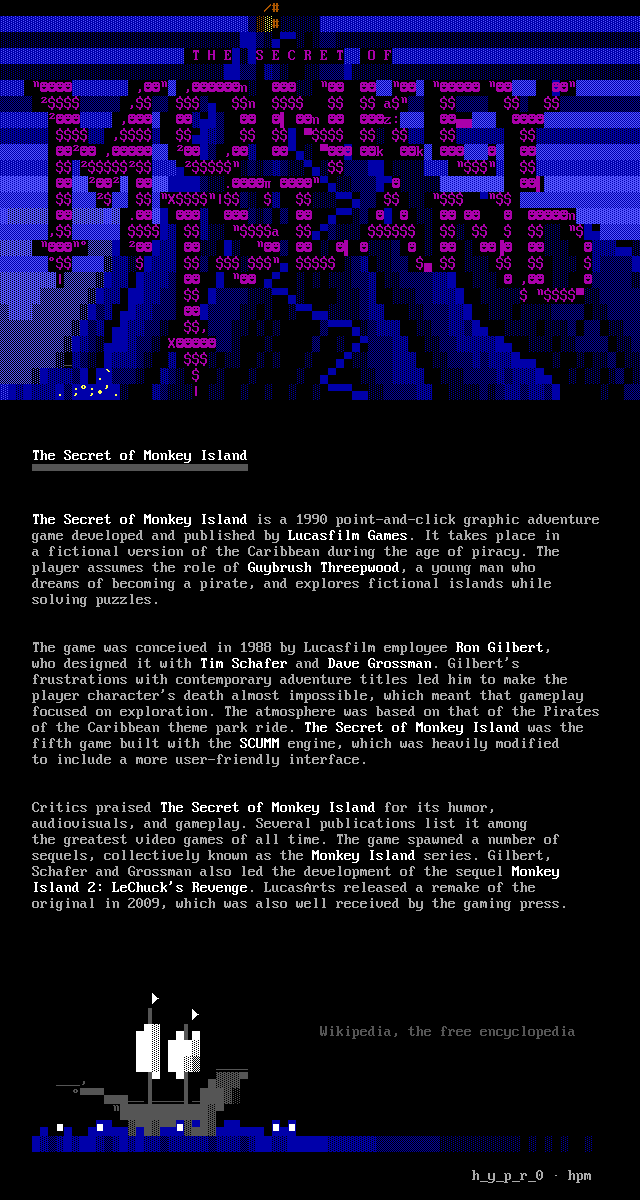 THE SECRET OF
MONKEY
ISLAND
The Secret of Monkey Island
The Secret of Monkey Island is a 1990 point-and-click graphic adventure
game developed and published by Lucasfilm Games. It takes place in
a fictional version of the Caribbean during the age of piracy. The
player assumes the role of Guybrush Threepwood, a young man who
dreams of becoming a pirate, and explores fictional islands while
solving puzzles.
The game was conceived in 1988 by Lucasfilm employee Ron Gilbert,
who designed it with Tim Schafer and Dave Grossman. Gilbert's
frustrations with contemporary adventure titles led him to make the
player character's death almost impossible, which meant that gameplay
focused on exploration. The atmosphere was based on that of the Pirates
of the Caribbean theme park ride. The Secret of Monkey Island was the
fifth game built with the SCUMM engine, which was heavily modified
to include a more user-friendly interface.
Critics praised The Secret of Monkey Island for its humor,
audiovisuals, and gameplay. Several publications list it among
the greatest video games of all time. The game spawned a number of
sequels, collectively known as the Monkey Island series. Gilbert,
Schafer and Grossman also led the development of the sequel Monkey
Island 2: LeChuck's Revenge. LucasArts released a remake of the
original in 2009, which was also well received by the gaming press.
Wikipedia, the free encyclopedia
h_y_p_r_0 · hpm